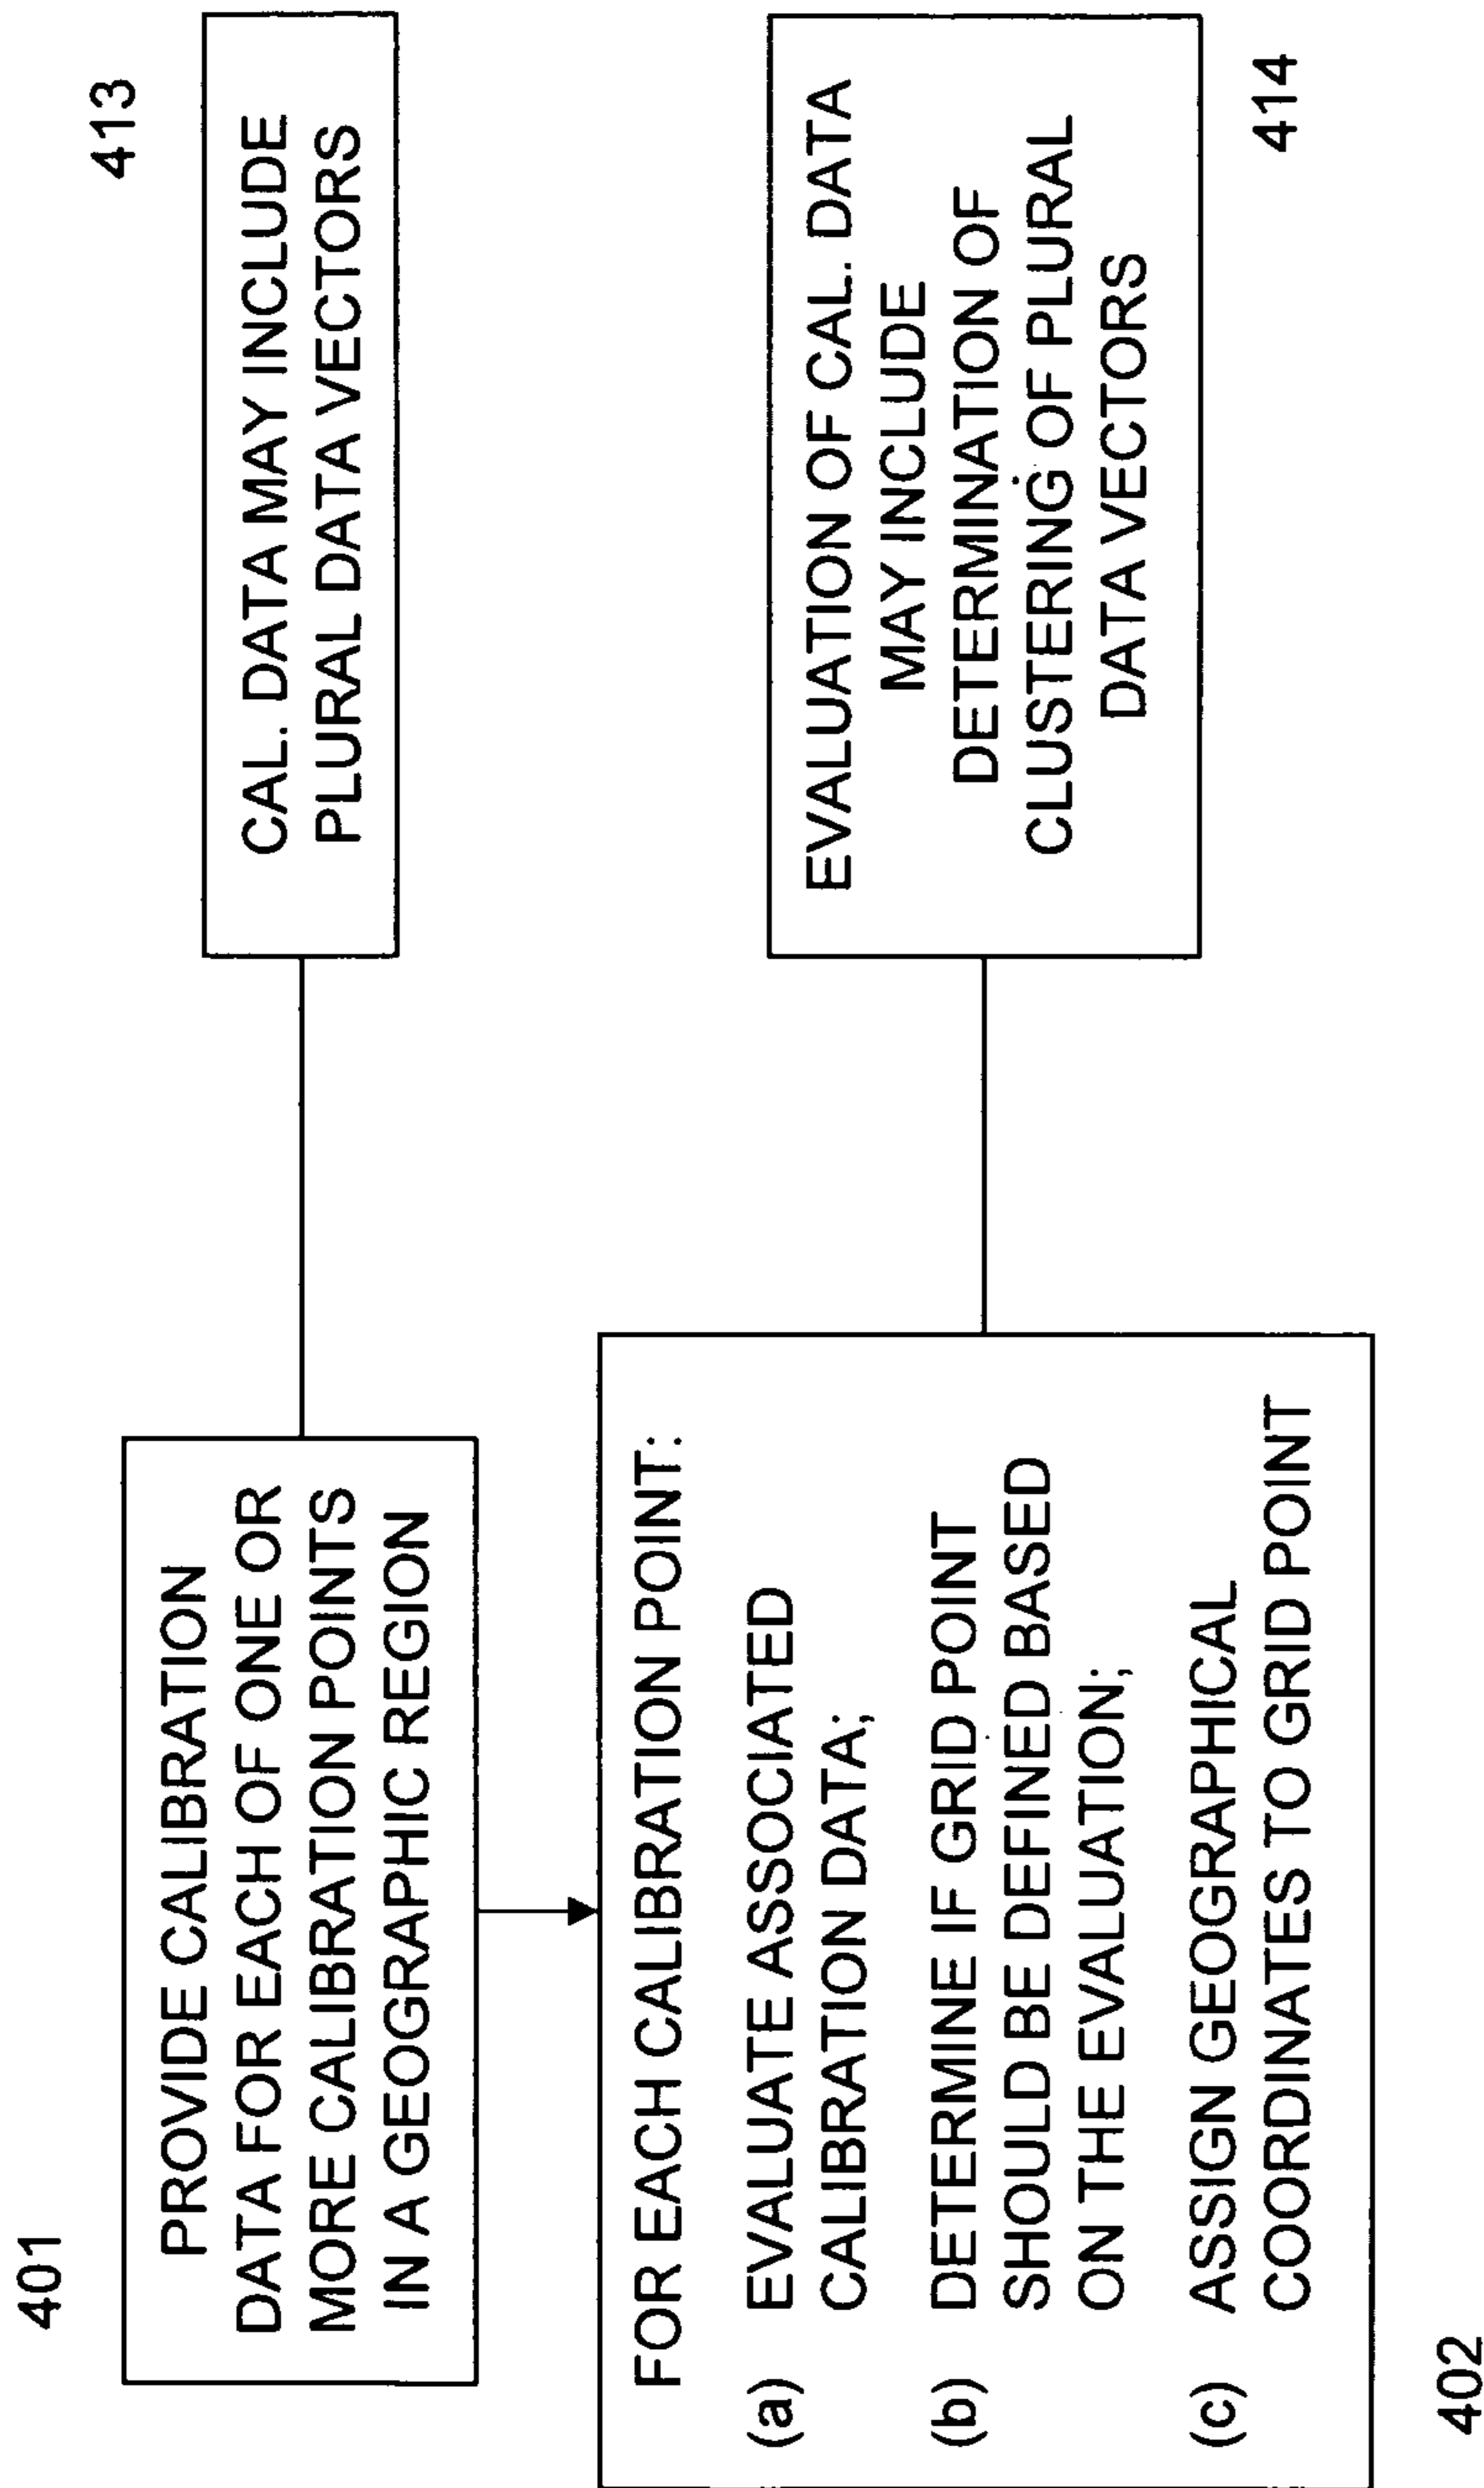 401
PROVIDE CALIBRATION
DATA FOR EACH OF ONE OR
MORE CALIBRATION POINTS
IN A GEOGRAPHIC REGION
413
CAL. DATA MAY INCLUDE
PLURAL DATA VECTORS
FOR EACH CALIBRATION POINT:
(a) EVALUATE ASSOCIATED
CALIBRATION DATA;
(b) DETERMINE IF GRID POINT
SHOULD BE DEFINED BASED
ON THE EVALUATION;
(c) ASSIGN GEOGRAPHICAL
COORDINATES TO GRID POINT
402
EVALUATION OF CAL. DATA
MAY INCLUDE
DETERMINATION OF
CLUSTERING OF PLURAL
DATA VECTORS
414